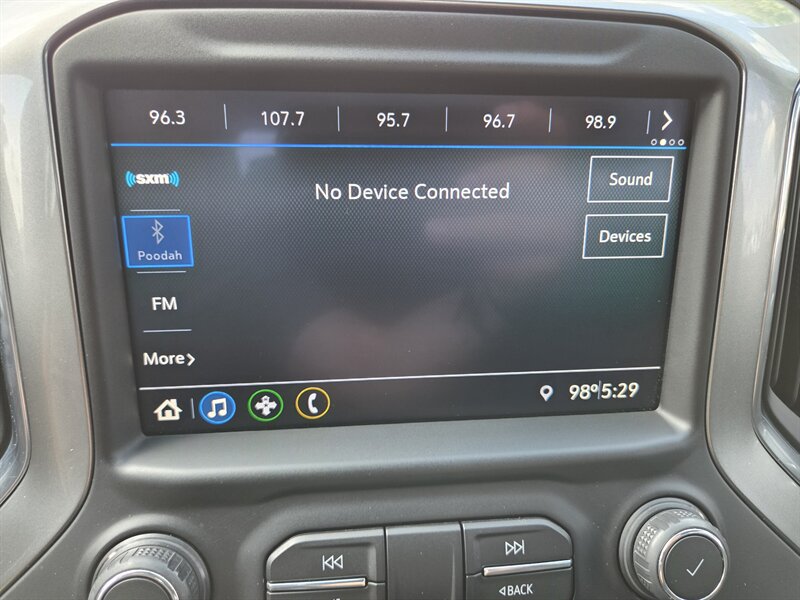 96.3 107.7 95.7 96.7 98.9
sxm
No Device Connected
Sound
Poodah
Devices
FM
More
98° 5:29
BACK